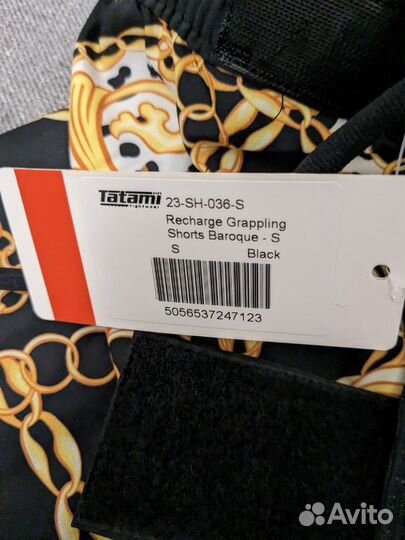 Tatami
fightwear
23-SH-036-S
Recharge Grappling
Shorts Baroque - S
S Black
5056537247123
Avito